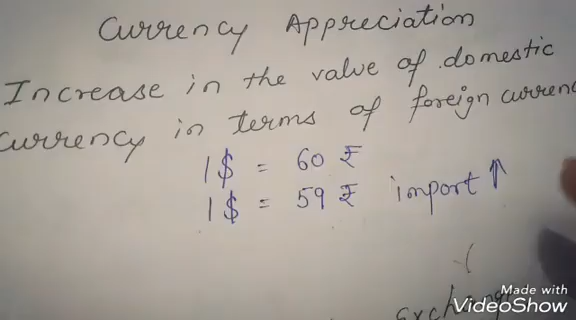 Currency Appreciation
Increase in the value of domestic
currency in terms of foreign
1$ = 60 ₹
1$ = 59 ₹ import ↑
Made with
VideoShow